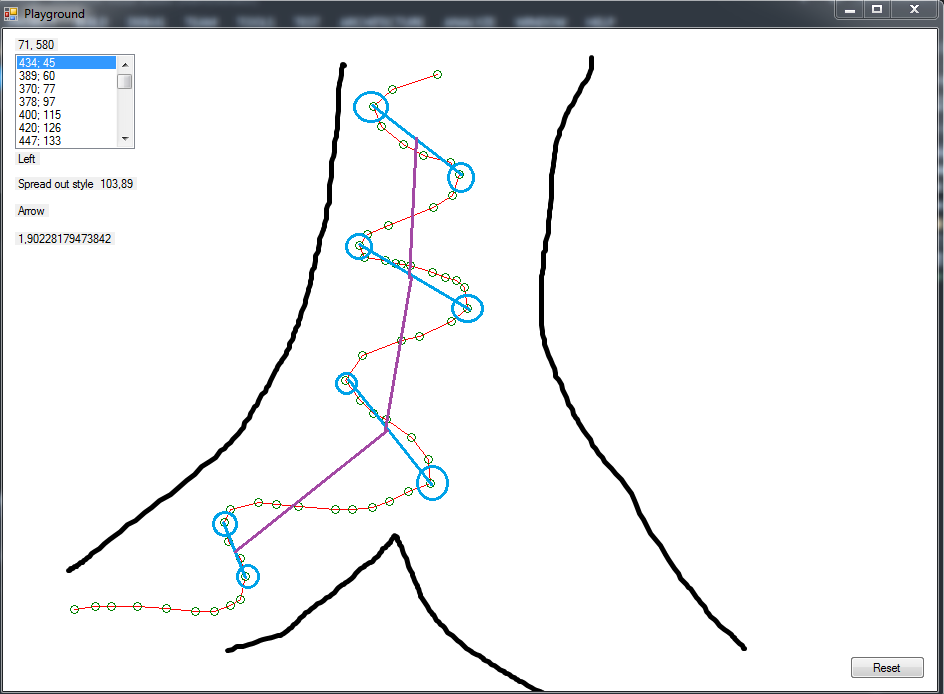 Playground
71, 580
434; 45
389; 60
370; 77
378; 97
400; 115
420; 126
447; 133
Left
Spread out style 103,89
Arrow
1,90228179473842
Reset